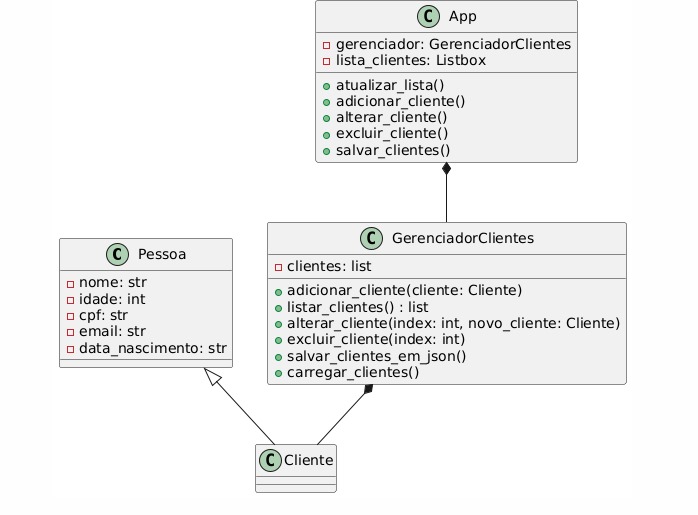 C App
gerenciador: GerenciadorClientes
lista_clientes: Listbox
atualizar_lista()
adicionar_cliente()
alterar_cliente()
excluir_cliente()
salvar_clientes()
C Pessoa
nome: str
idade: int
cpf: str
email: str
data_nascimento: str
C GerenciadorClientes
clientes: list
adicionar_cliente(cliente: Cliente)
listar_clientes() : list
alterar_cliente(index: int, novo_cliente: Cliente)
excluir_cliente(index: int)
salvar_clientes_em_json()
carregar_clientes()
C Cliente